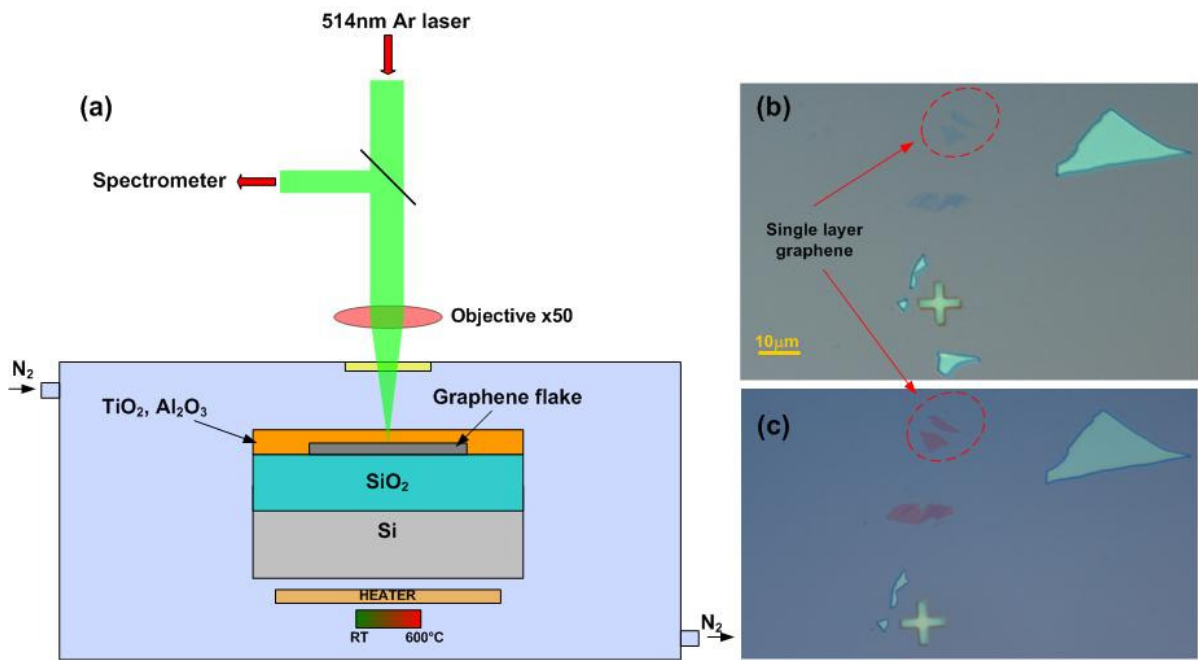 514nm Ar laser
(a)
Spectrometer
Objective x50
N₂
TiO₂, Al₂O₃
Graphene flake
SiO₂
Si
HEATER
RT 600°C
N₂
(b)
Single layer
graphene
10μm
(c)